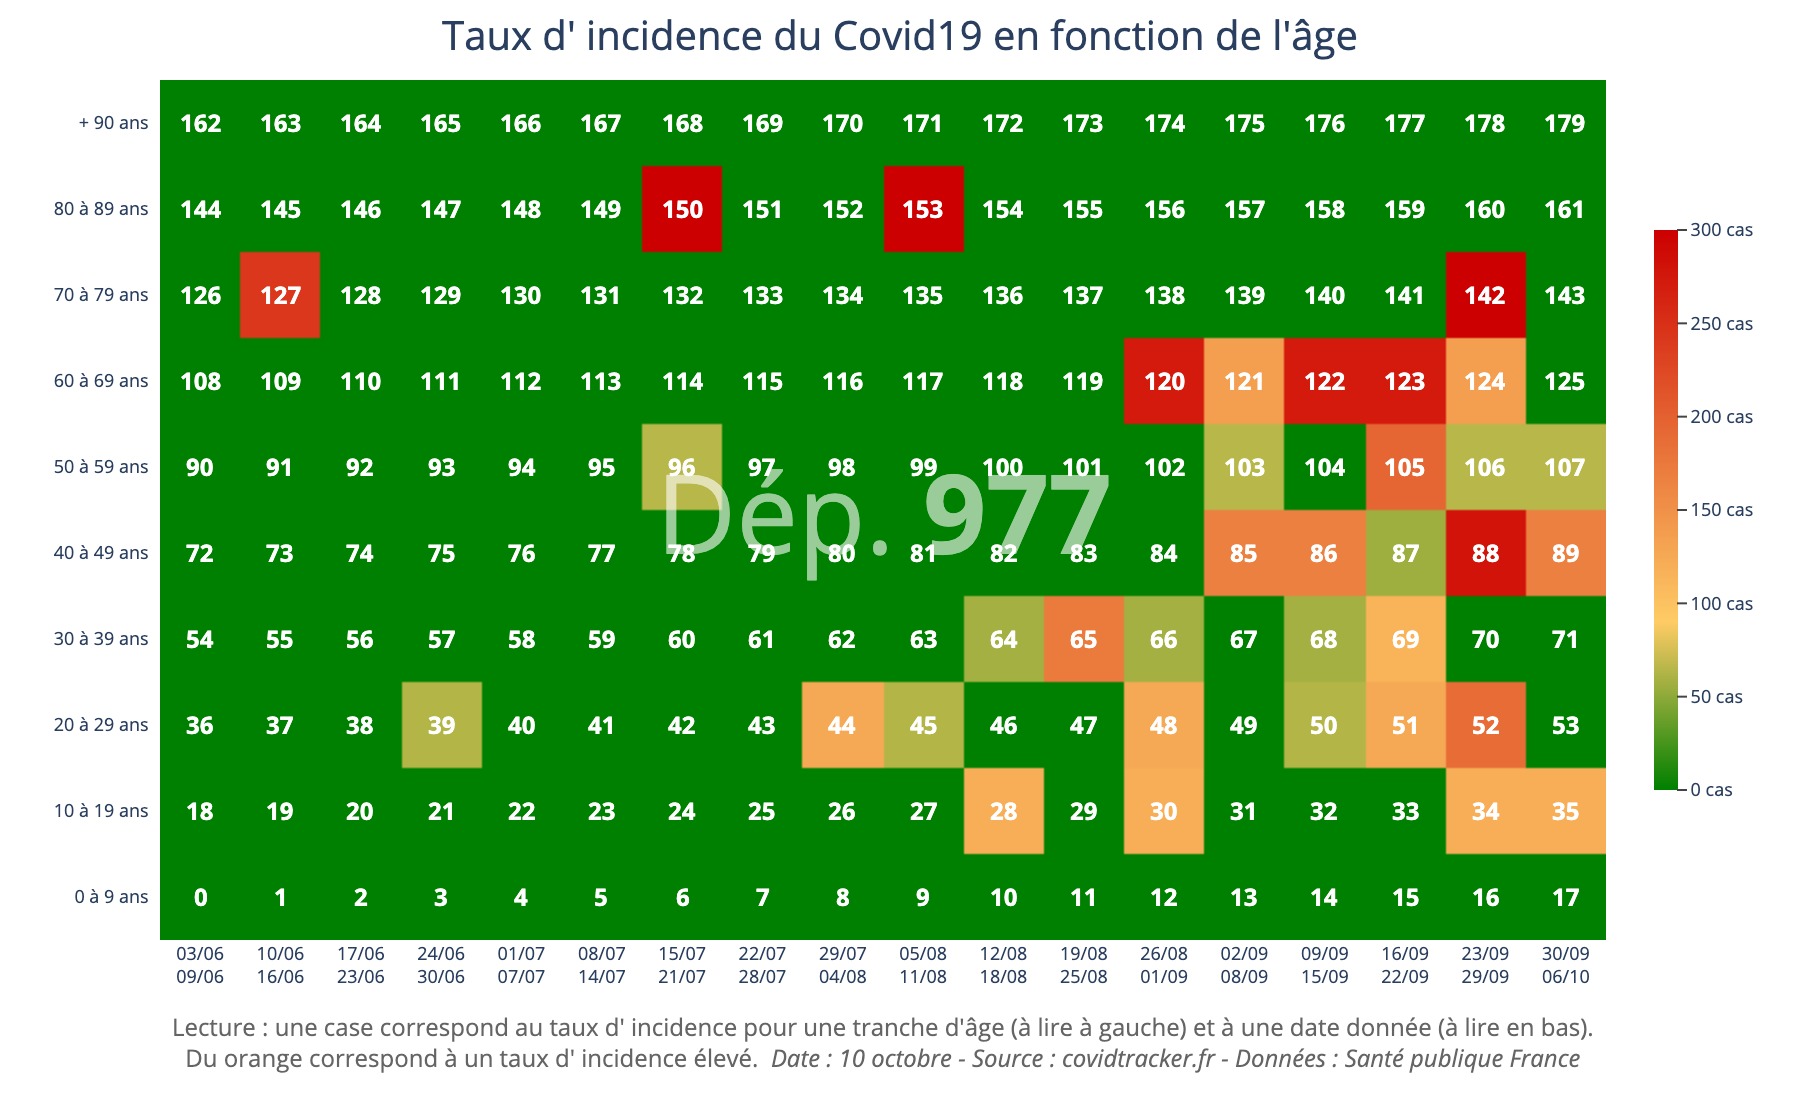 Taux d' incidence du Covid19 en fonction de l'âge
+ 90 ans 162 163 164 165 166 167 168 169 170 171 172 173 174 175 176 177 178 179
80 à 89 ans 144 145 146 147 148 149 150 151 152 153 154 155 156 157 158 159 160 161
300 cas
70 à 79 ans 126 127 128 129 130 131 132 133 134 135 136 137 138 139 140 141 142 143
250 cas
60 à 69 ans 108 109 110 111 112 113 114 115 116 117 118 119 120 121 122 123 124 125
200 cas
50 à 59 ans 90 91 92 93 94 95 96 97 98 99 100 101 102 103 104 105 106 107
150 cas
Dép. 977
40 à 49 ans 72 73 74 75 76 77 78 79 80 81 82 83 84 85 86 87 88 89
100 cas
30 à 39 ans 54 55 56 57 58 59 60 61 62 63 64 65 66 67 68 69 70 71
50 cas
20 à 29 ans 36 37 38 39 40 41 42 43 44 45 46 47 48 49 50 51 52 53
0 cas
10 à 19 ans 18 19 20 21 22 23 24 25 26 27 28 29 30 31 32 33 34 35
0 à 9 ans 0 1 2 3 4 5 6 7 8 9 10 11 12 13 14 15 16 17
03/06 10/06 17/06 24/06 01/07 08/07 15/07 22/07 29/07 05/08 12/08 19/08 26/08 02/09 09/09 16/09 23/09 30/09
09/06 16/06 23/06 30/06 07/07 14/07 21/07 28/07 04/08 11/08 18/08 25/08 01/09 08/09 15/09 22/09 29/09 06/10
Lecture : une case correspond au taux d' incidence pour une tranche d'âge (à lire à gauche) et à une date donnée (à lire en bas).
Du orange correspond à un taux d' incidence élevé. Date : 10 octobre - Source : covidtracker.fr - Données : Santé publique France